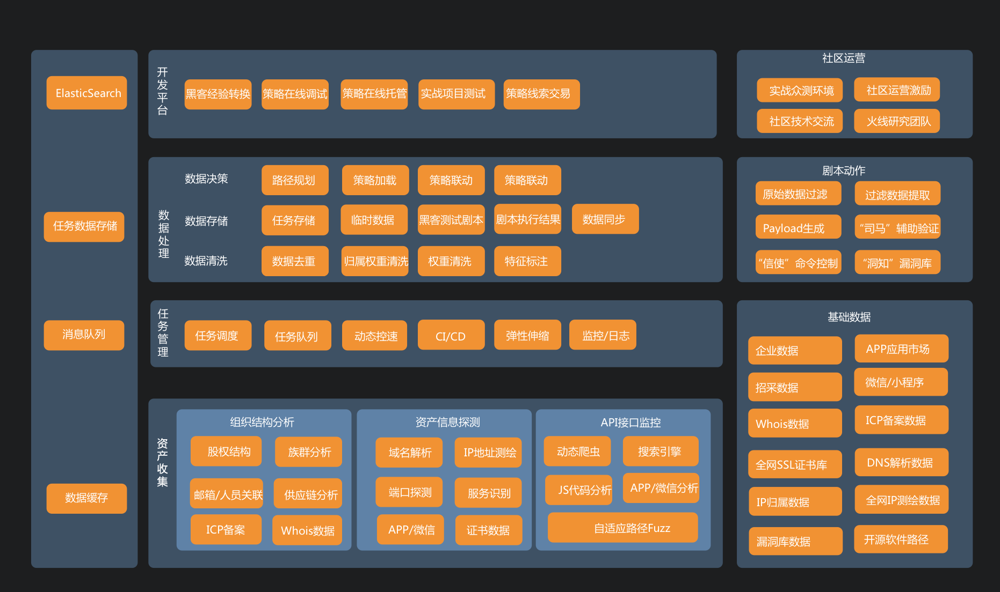 ElasticSearch
任务数据存储
消息队列
数据缓存
开发平台
黑客经验转换
策略在线调试
策略在线托管
实战项目测试
策略线索交易
数据处理
数据决策
路径规划
策略加载
策略联动
策略联动
数据存储
任务存储
临时数据
黑客测试剧本
剧本执行结果
数据同步
数据清洗
数据去重
归属权重清洗
权重清洗
特征标注
任务管理
任务调度
任务队列
动态控速
CI/CD
弹性伸缩
监控/日志
资产收集
组织结构分析
股权结构
族群分析
邮箱/人员关联
供应链分析
ICP备案
Whois数据
资产信息探测
域名解析
IP地址测绘
端口探测
服务识别
APP/微信
证书数据
API接口监控
动态爬虫
搜索引擎
JS代码分析
APP/微信分析
自适应路径Fuzz
社区运营
实战众测环境
社区运营激励
社区技术交流
火线研究团队
剧本动作
原始数据过滤
过滤数据提取
Payload生成
“司马”辅助验证
“信使”命令控制
“洞知”漏洞库
基础数据
企业数据
APP应用市场
招采数据
微信/小程序
Whois数据
ICP备案数据
全网SSL证书库
DNS解析数据
IP归属数据
全网IP测绘数据
漏洞库数据
开源软件路径